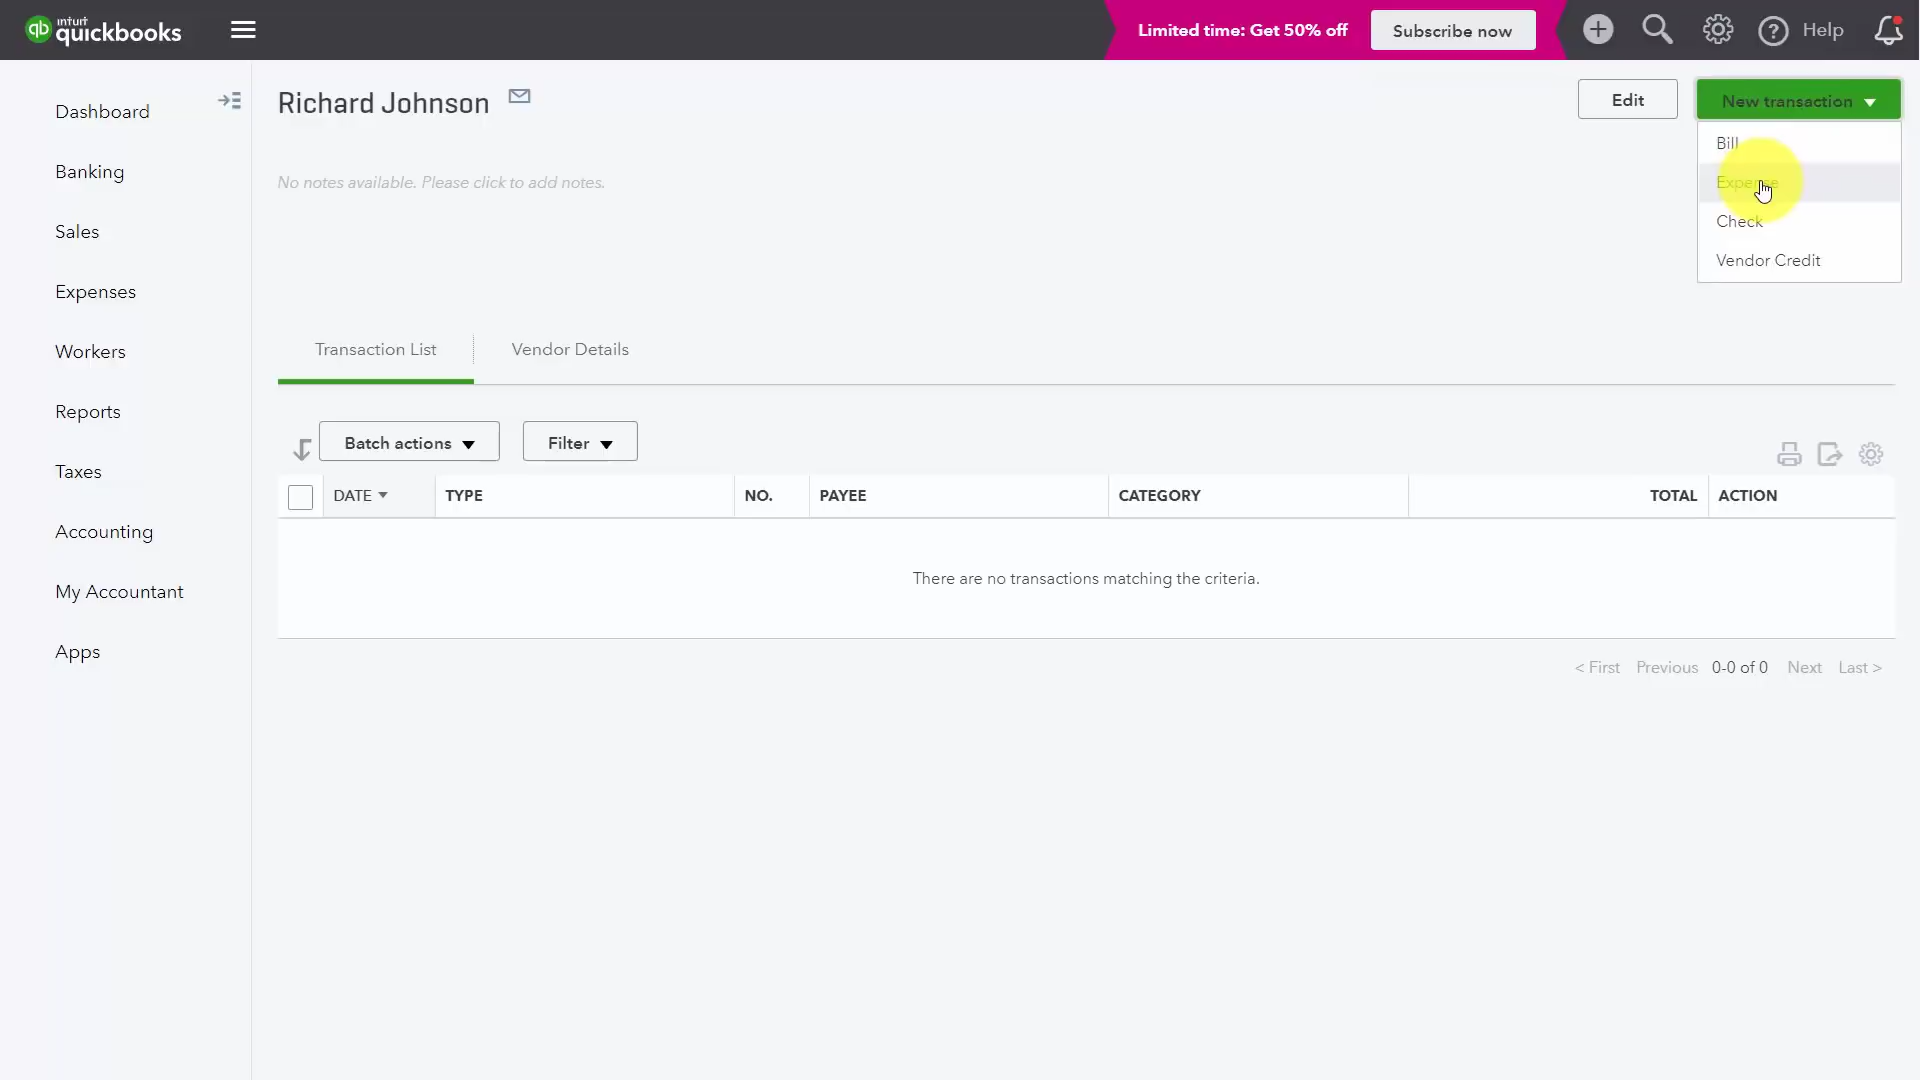 intuit
quickbooks
Limited time: Get 50% off
Subscribe now
Help
Dashboard
Banking
Sales
Expenses
Workers
Reports
Taxes
Accounting
My Accountant
Apps
Richard Johnson
Edit
New transaction
Bill
Expense
Check
Vendor Credit
No notes available. Please click to add notes.
Transaction List
Vendor Details
Batch actions
Filter
DATE TYPE NO. PAYEE CATEGORY TOTAL ACTION
There are no transactions matching the criteria.
< First Previous 0-0 of 0 Next Last >